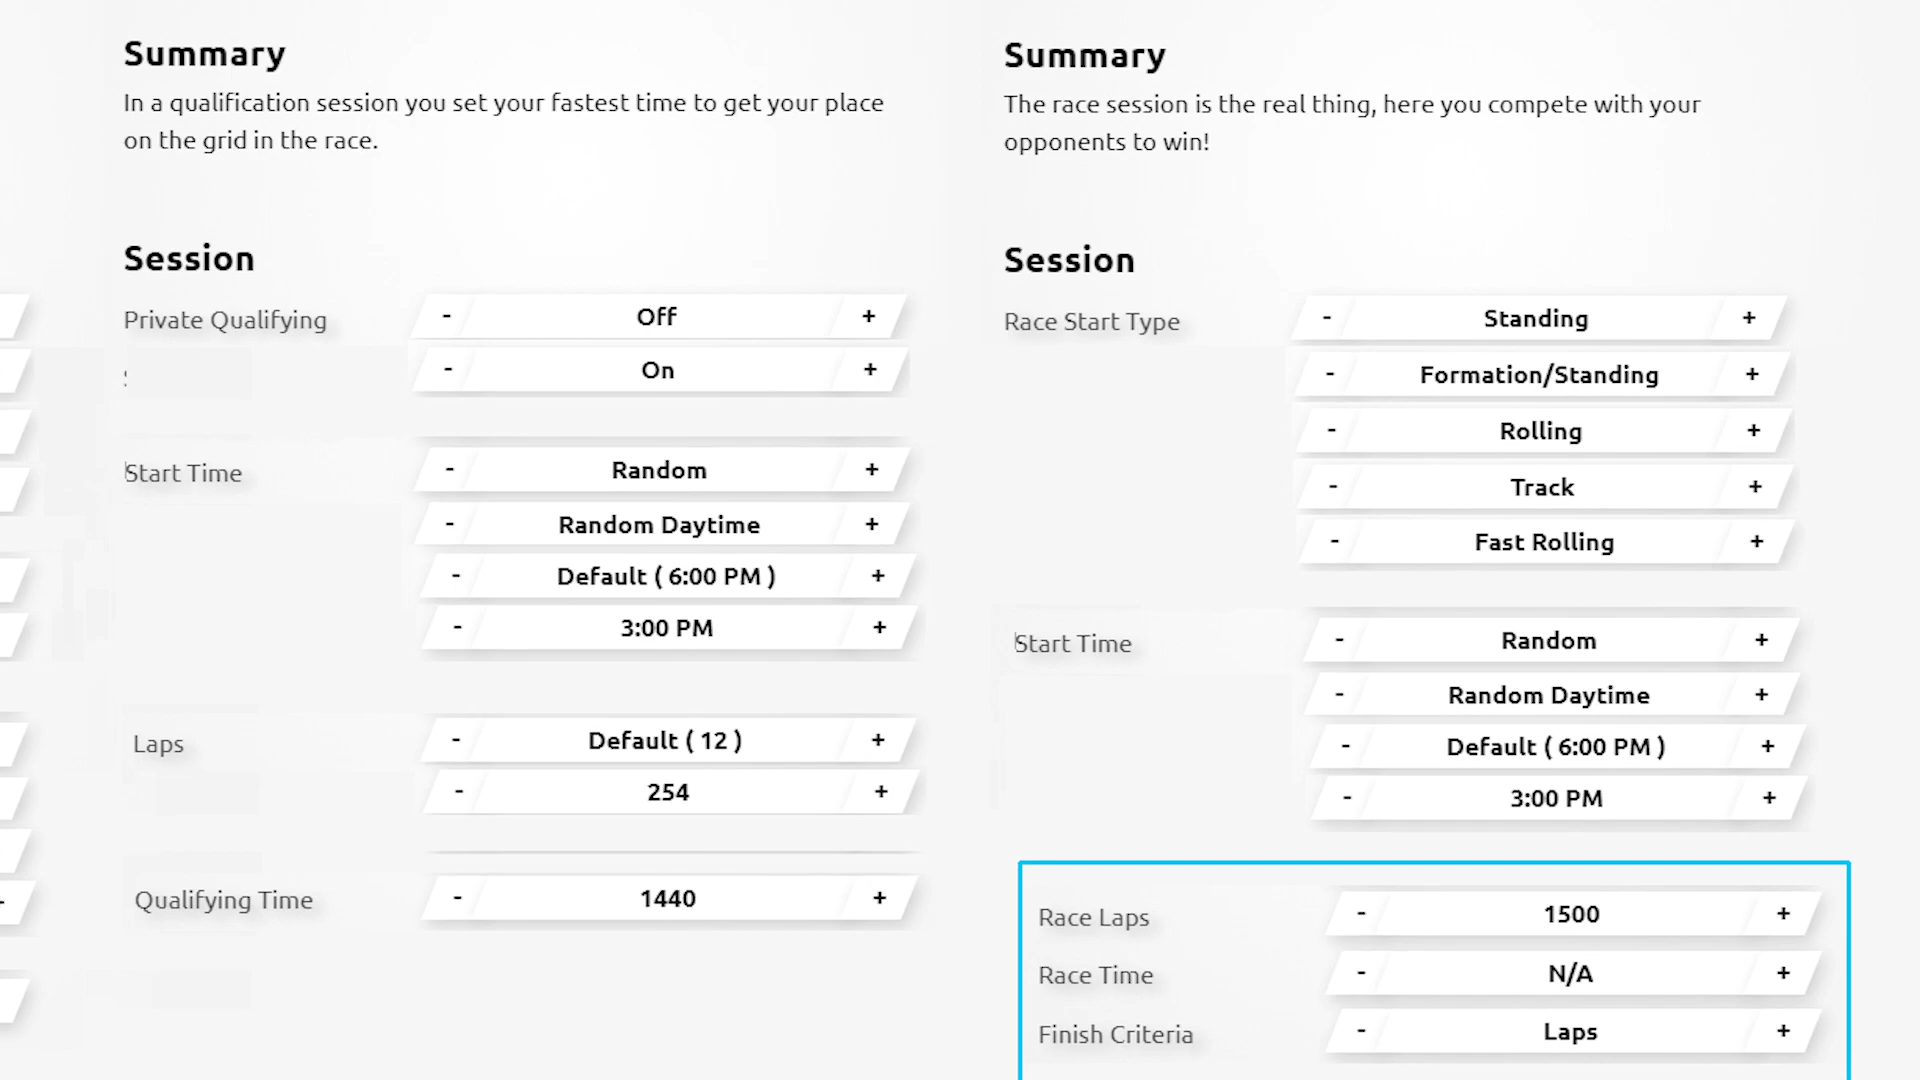 Summary
In a qualification session you set your fastest time to get your place
on the grid in the race.
Session
Private Qualifying - Off +
- On +
Start Time - Random +
- Random Daytime +
- Default ( 6:00 PM ) +
- 3:00 PM +
Laps - Default ( 12 ) +
- 254 +
Qualifying Time - 1440 +
Summary
The race session is the real thing, here you compete with your
opponents to win!
Session
Race Start Type - Standing +
- Formation/Standing +
- Rolling +
- Track +
- Fast Rolling +
Start Time - Random +
- Random Daytime +
- Default ( 6:00 PM ) +
- 3:00 PM +
Race Laps - 1500 +
Race Time - N/A +
Finish Criteria - Laps +